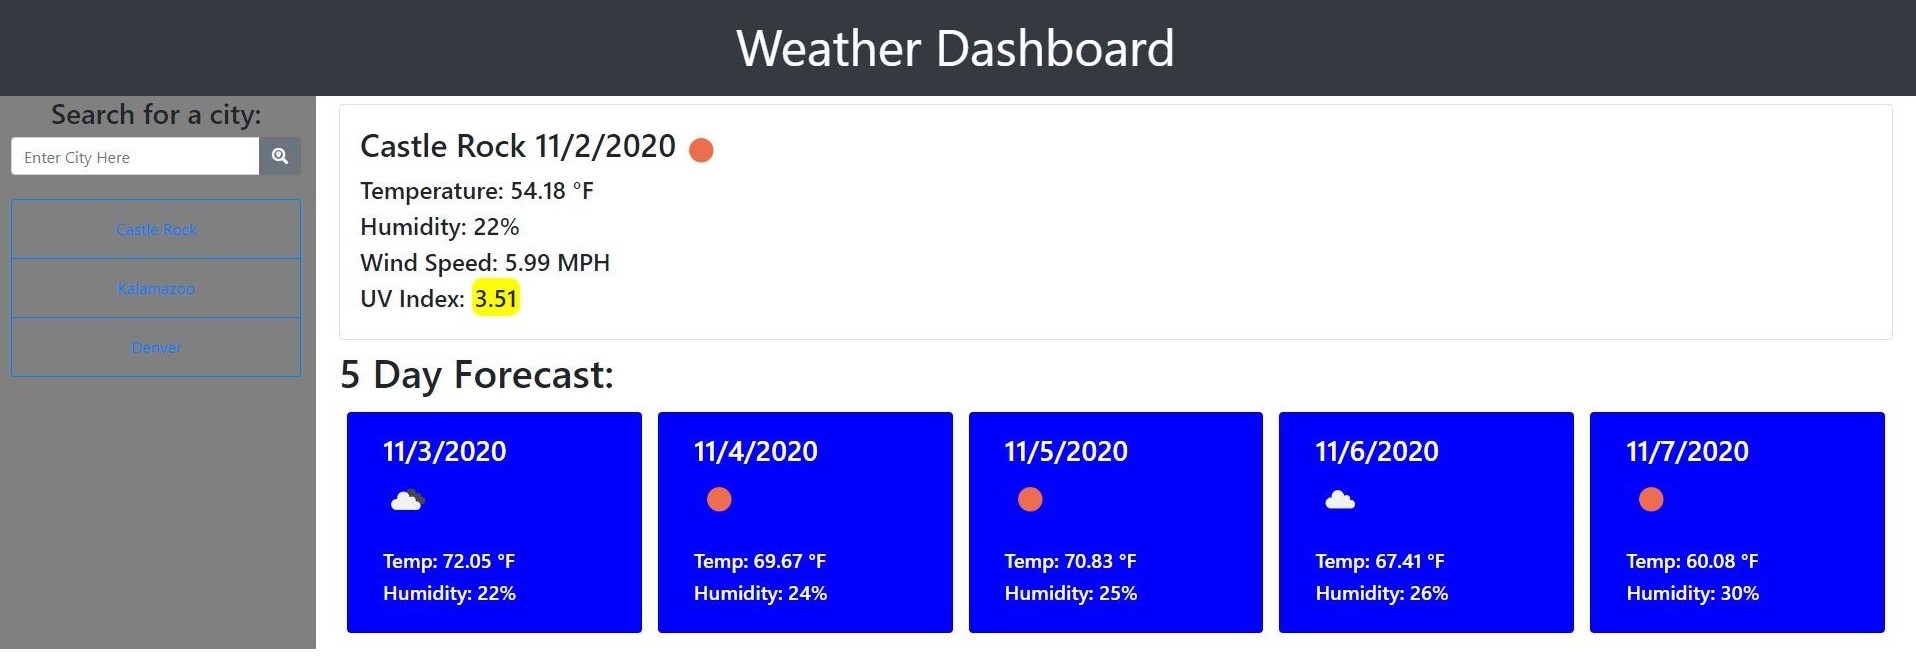 Weather Dashboard
Search for a city:
Enter City Here
Castle Rock
Kalamazoo
Denver
Castle Rock 11/2/2020
Temperature: 54.18 °F
Humidity: 22%
Wind Speed: 5.99 MPH
UV Index: 3.51
5 Day Forecast:
11/3/2020
Temp: 72.05 °F
Humidity: 22%
11/4/2020
Temp: 69.67 °F
Humidity: 24%
11/5/2020
Temp: 70.83 °F
Humidity: 25%
11/6/2020
Temp: 67.41 °F
Humidity: 26%
11/7/2020
Temp: 60.08 °F
Humidity: 30%